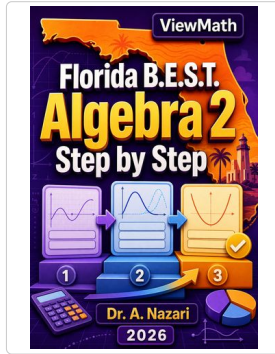 ViewMath
Florida B.E.S.T.
Algebra 2
Step by Step
1
2
3
Dr. A. Nazari
2026